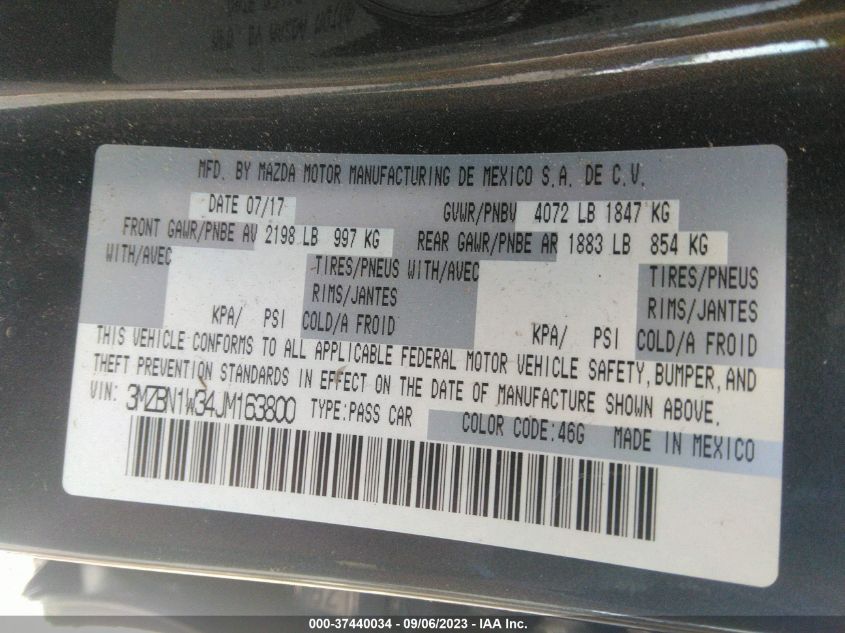 MFD. BY MAZDA MOTOR MANUFACTURING DE MEXICO S.A. DE C.V.
DATE 07/17 GVWR/PNBV 4072 LB 1847 KG
FRONT GAWR/PNBE AV 2198 LB 997 KG REAR GAWR/PNBE AR 1883 LB 854 KG
WITH/AVEC TIRES/PNEUS WITH/AVEC TIRES/PNEUS
RIMS/JANTES RIMS/JANTES
KPA/ PSI COLD/A FROID KPA/ PSI COLD/A FROID
THIS VEHICLE CONFORMS TO ALL APPLICABLE FEDERAL MOTOR VEHICLE SAFETY, BUMPER, AND
THEFT PREVENTION STANDARDS IN EFFECT ON THE DATE OF MANUFACTURE SHOWN ABOVE.
VIN: 3MZBN1W34JM163800 TYPE:PASS CAR COLOR CODE:46G MADE IN MEXICO
000-37440034 - 09/06/2023 - IAA Inc.